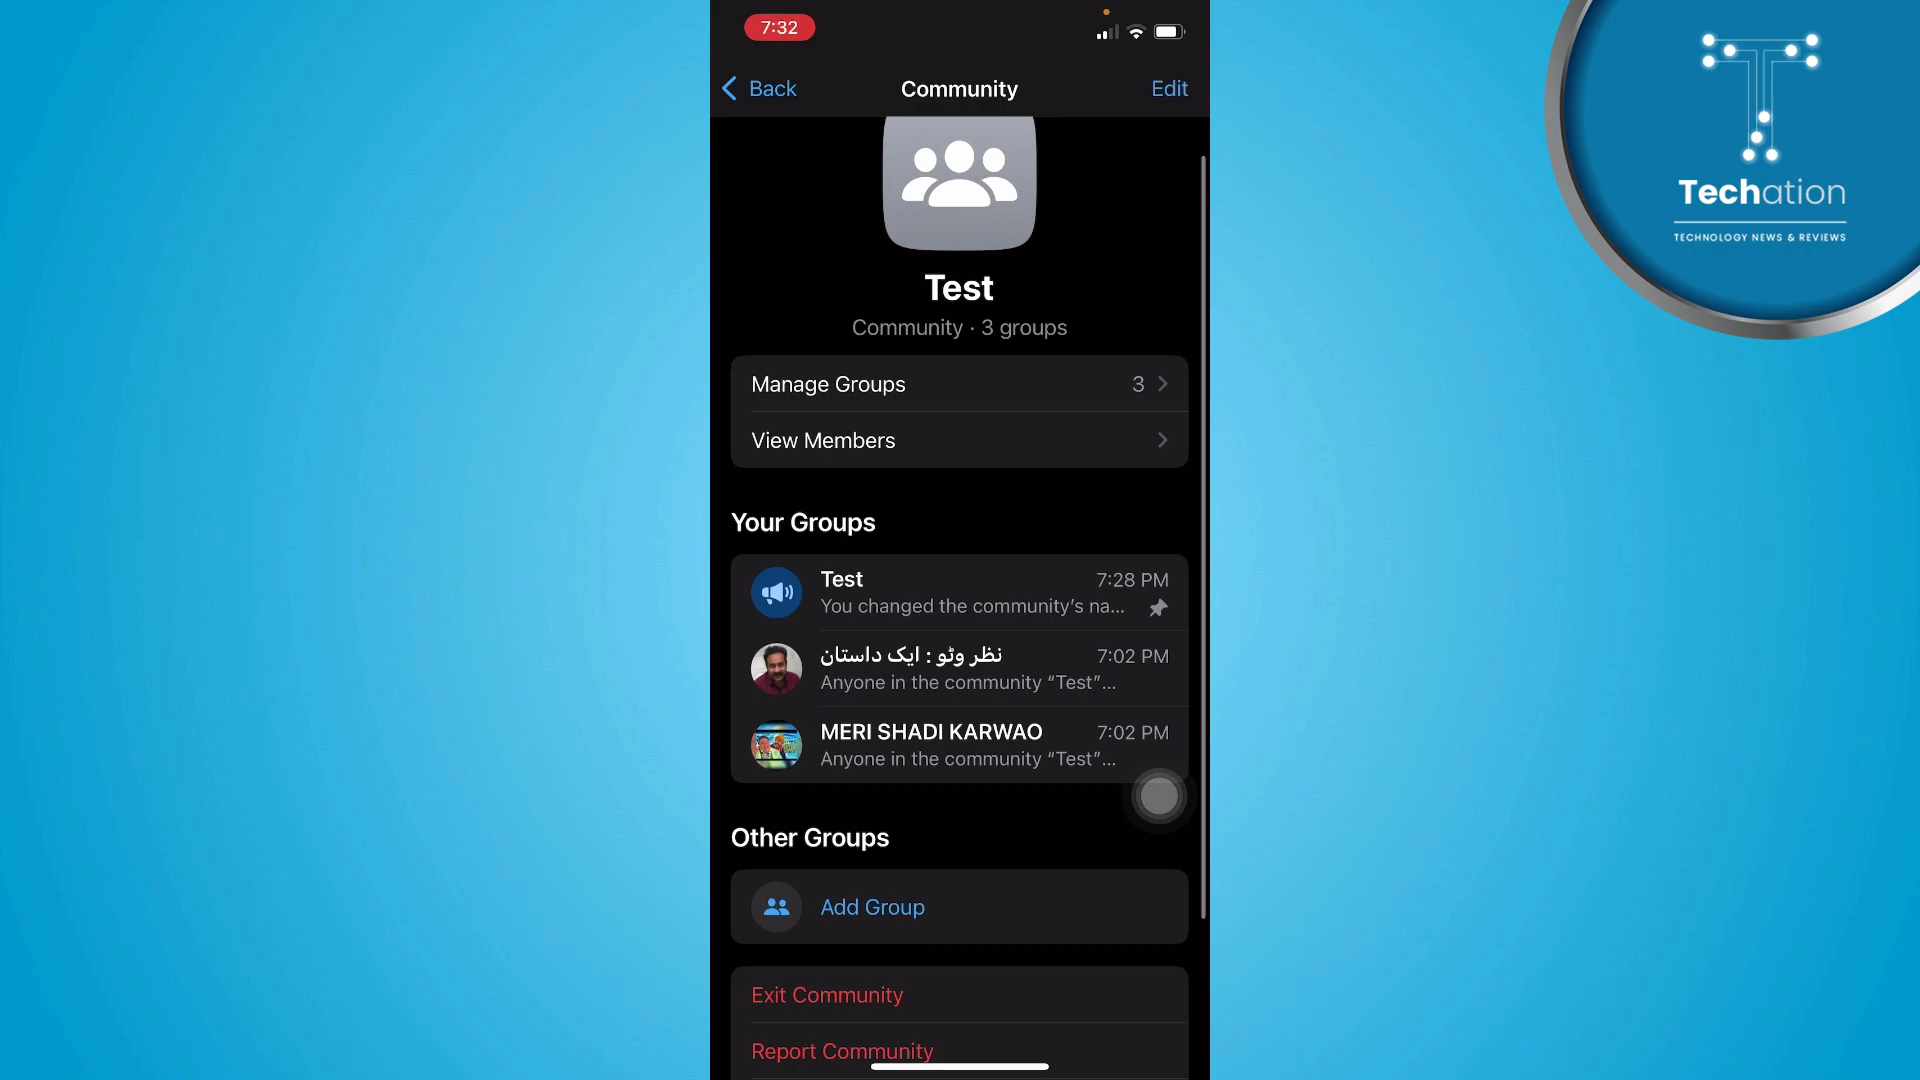 7:32
Back
Community
Edit
Test
Community · 3 groups
Manage Groups
3
View Members
Your Groups
Test
7:28 PM
You changed the community’s na...
نظر وٹو : ایک داستان
7:02 PM
Anyone in the community “Test”...
MERI SHADI KARWAO
7:02 PM
Anyone in the community “Test”...
Other Groups
Add Group
Exit Community
Report Community
Techation
TECHNOLOGY NEWS & REVIEWS